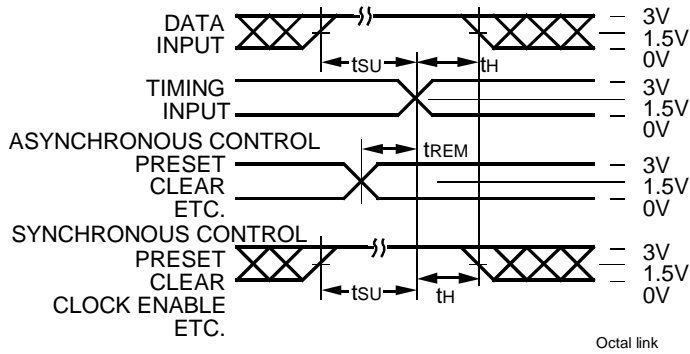 DATA
INPUT
tSU
tH
3V
1.5V
0V
TIMING
INPUT
3V
1.5V
0V
ASYNCHRONOUS CONTROL
PRESET
CLEAR
ETC.
tREM
3V
1.5V
0V
SYNCHRONOUS CONTROL
PRESET
CLEAR
CLOCK ENABLE
ETC.
tSU
tH
3V
1.5V
0V
Octal link